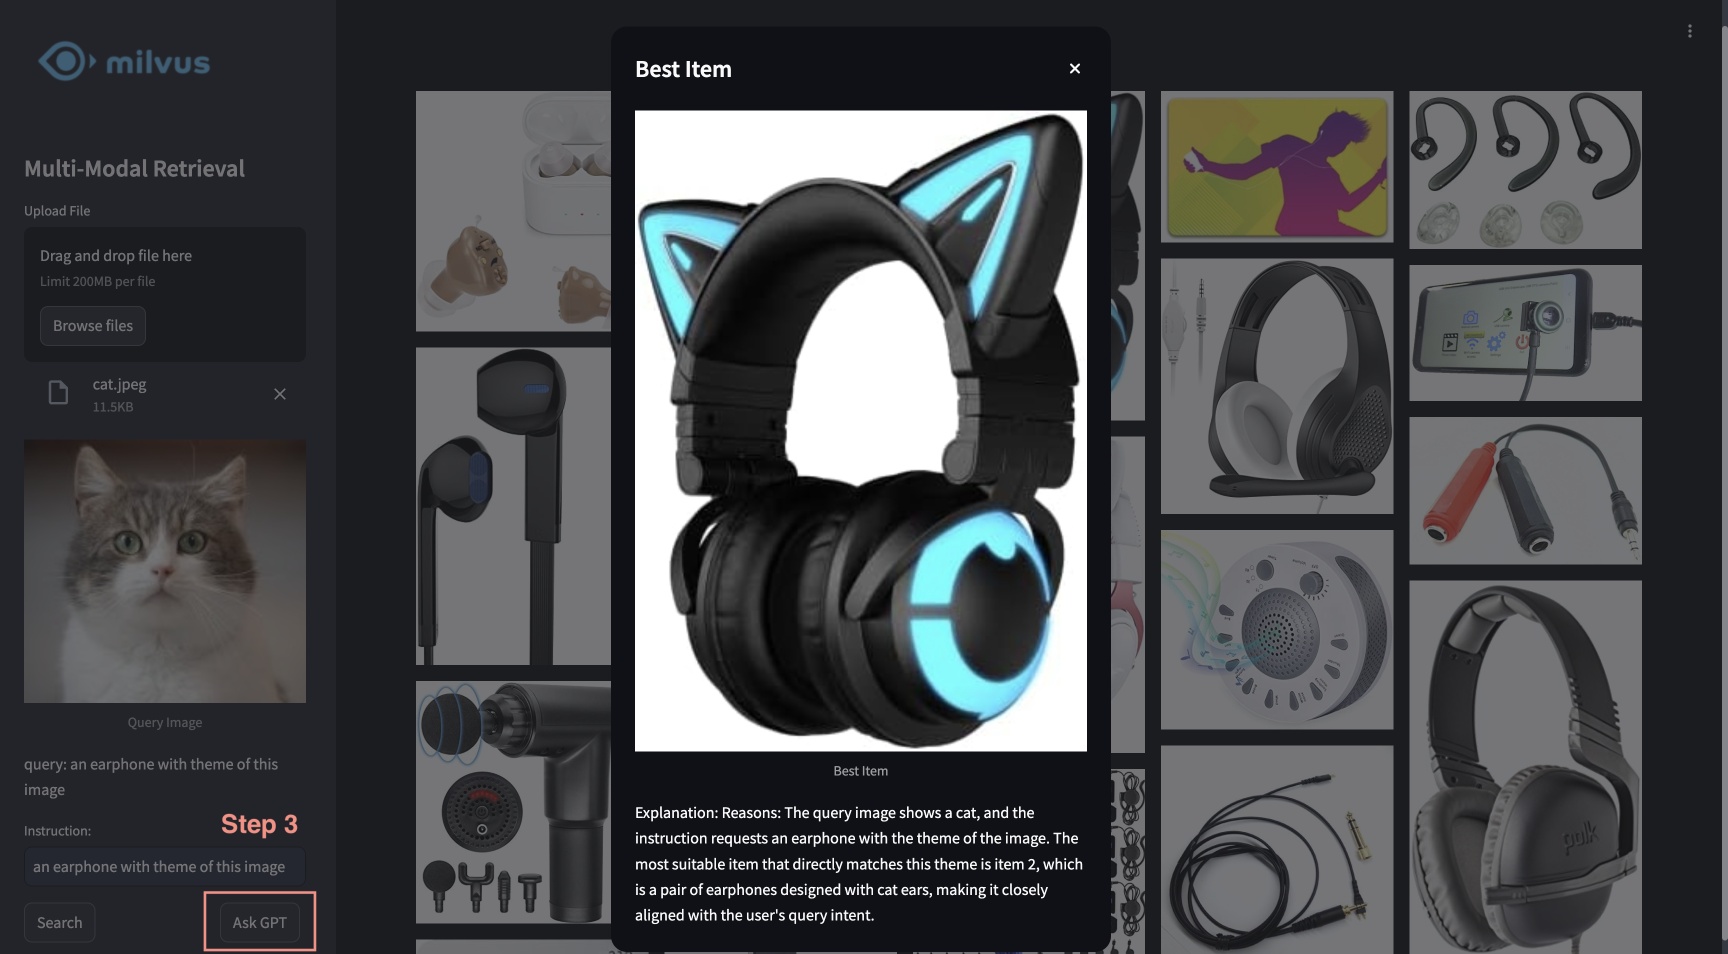 milvus
Multi-Modal Retrieval
Upload File
Drag and drop file here
Limit 200MB per file
Browse files
cat.jpeg
11.5KB
Query Image
query: an earphone with theme of this
image
Step 3
Instruction:
an earphone with theme of this image
Search
Ask GPT
Best Item
Best Item
Explanation: Reasons: The query image shows a cat, and the
instruction requests an earphone with the theme of the image. The
most suitable item that directly matches this theme is item 2, which
is a pair of earphones designed with cat ears, making it closely
aligned with the user's query intent.
polk